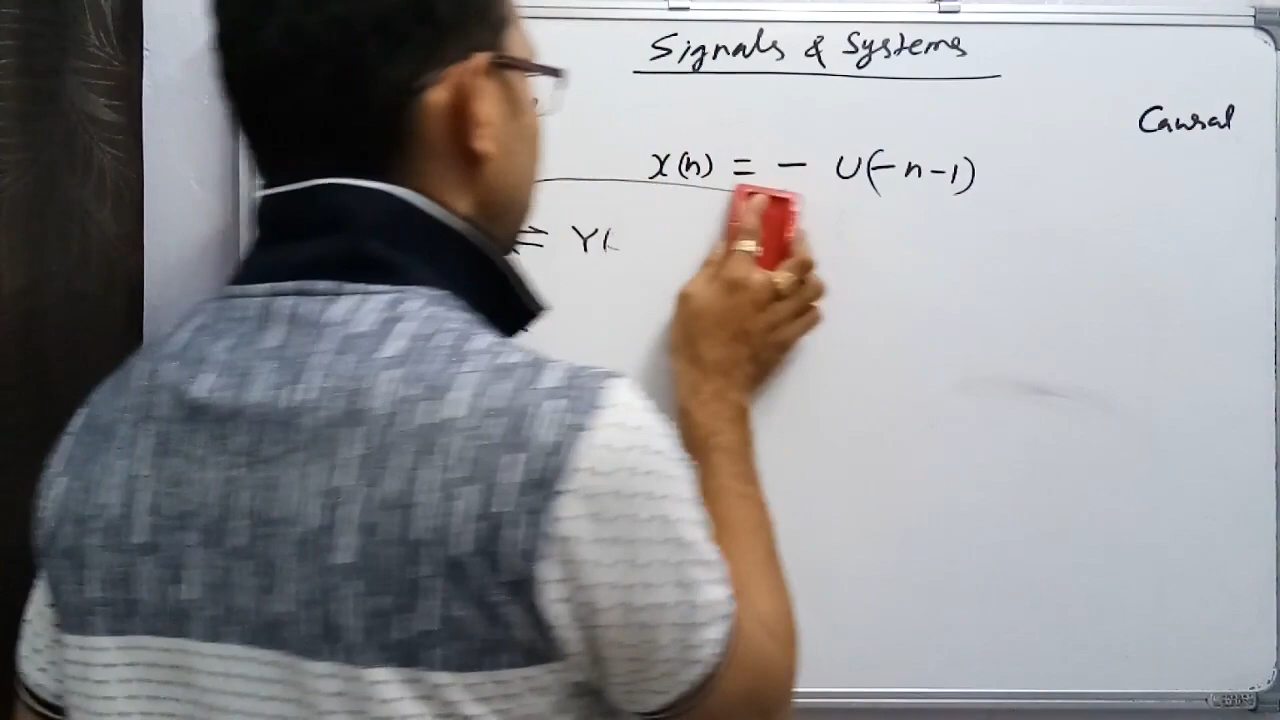 Signals & Systems
Causal
x(n) = - U(-n-1)
⇌ Y(